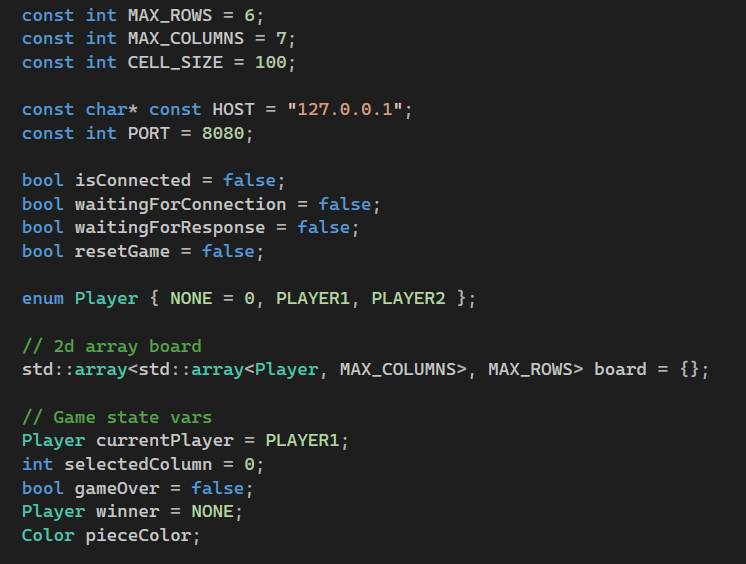 const int MAX_ROWS = 6;
const int MAX_COLUMNS = 7;
const int CELL_SIZE = 100;
const char* const HOST = "127.0.0.1";
const int PORT = 8080;
bool isConnected = false;
bool waitingForConnection = false;
bool waitingForResponse = false;
bool resetGame = false;
enum Player { NONE = 0, PLAYER1, PLAYER2 };
// 2d array board
std::array<std::array<Player, MAX_COLUMNS>, MAX_ROWS> board = {};
// Game state vars
Player currentPlayer = PLAYER1;
int selectedColumn = 0;
bool gameOver = false;
Player winner = NONE;
Color pieceColor;